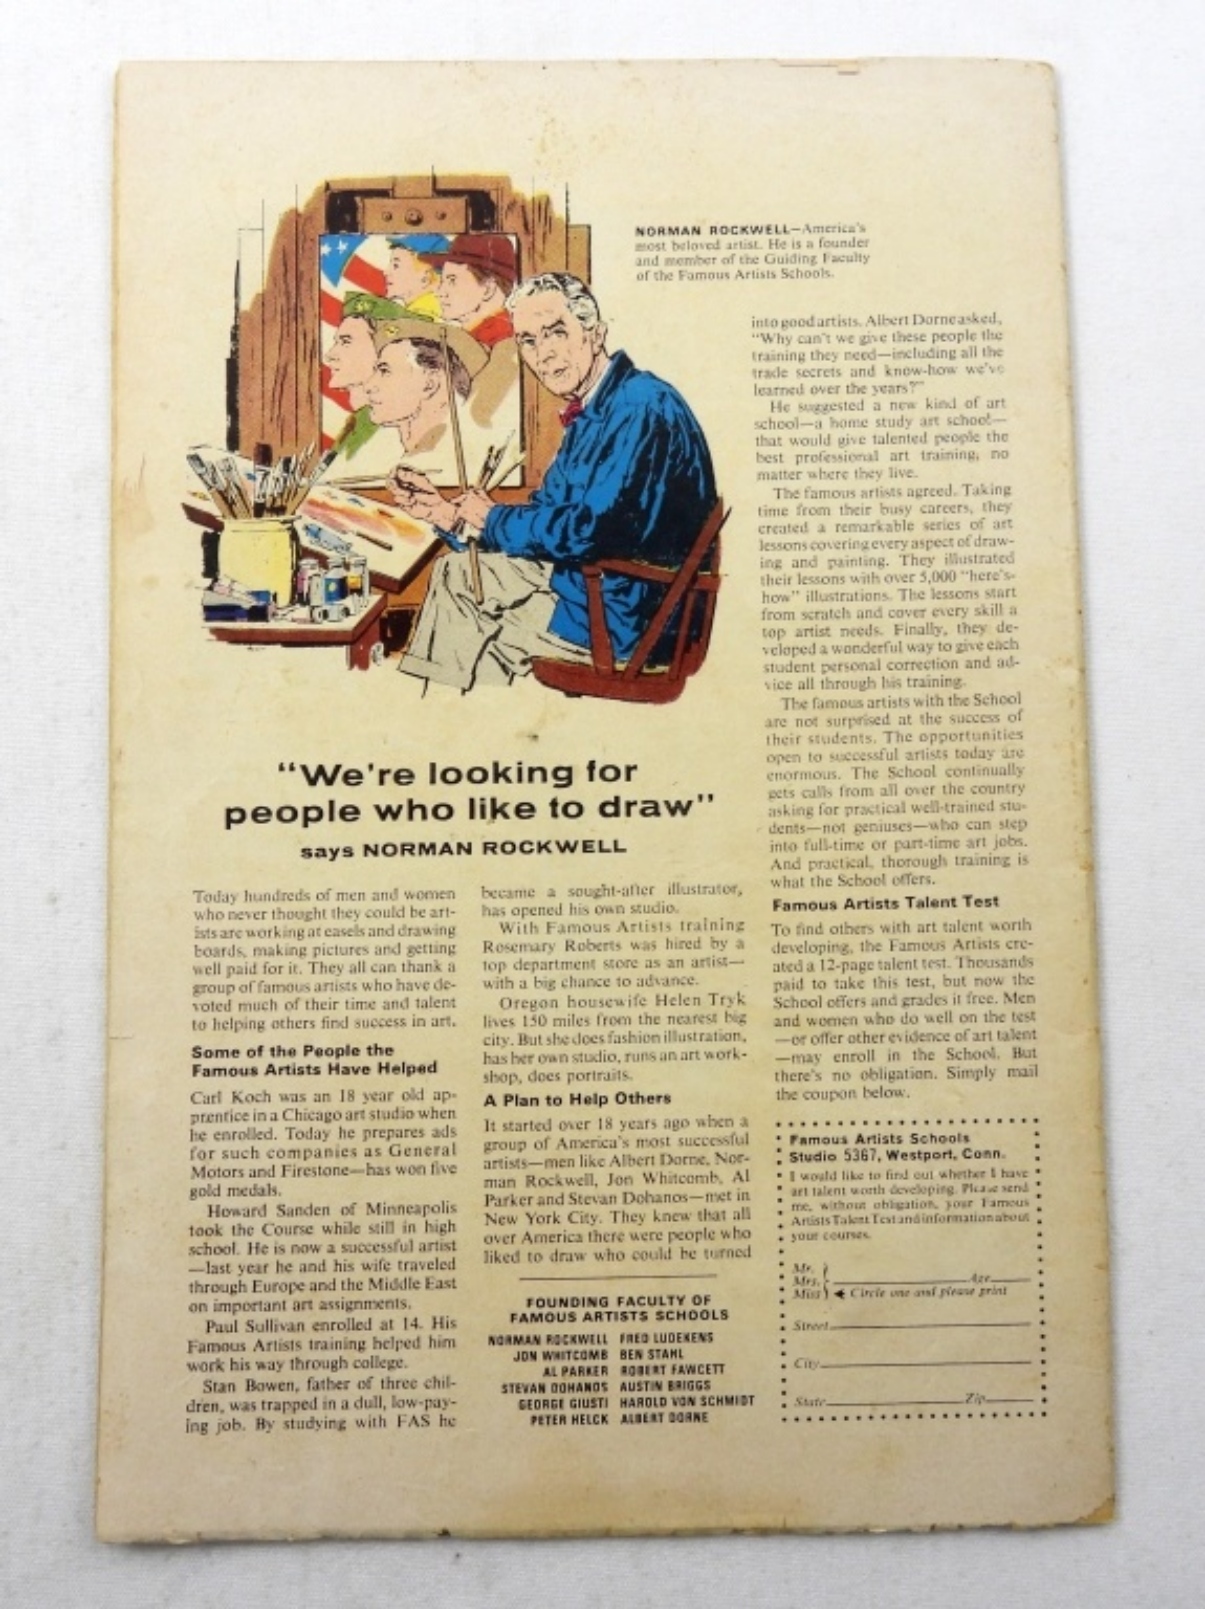 NORMAN ROCKWELL—America's
most beloved artist. He is a founder
and member of the Guiding Faculty
of the Famous Artists Schools.
"We're looking for
people who like to draw"
says NORMAN ROCKWELL
Today hundreds of men and women
who never thought they could be art-
ists are working at easels and drawing
boards, making pictures and getting
well paid for it. They all can thank a
group of famous artists who have de-
voted much of their time and talent
to helping others find success in art.
Some of the People the
Famous Artists Have Helped
Carl Koch was an 18 year old ap-
prentice in a Chicago art studio when
he enrolled. Today he prepares ads
for such companies as General
Motors and Firestone—has won five
gold medals.
Howard Sanden of Minneapolis
took the Course while still in high
school. He is now a successful artist
—last year he and his wife traveled
through Europe and the Middle East
on important art assignments.
Paul Sullivan enrolled at 14. His
Famous Artists training helped him
work his way through college.
Stan Bowen, father of three chil-
dren, was trapped in a dull, low-pay-
ing job. By studying with FAS he
became a sought-after illustrator,
has opened his own studio.
With Famous Artists training
Rosemary Roberts was hired by a
top department store as an artist—
with a big chance to advance.
Oregon housewife Helen Tryk
lives 150 miles from the nearest big
city. But she does fashion illustration,
has her own studio, runs an art work-
shop, does portraits.
A Plan to Help Others
It started over 18 years ago when a
group of America's most successful
artists—men like Albert Dorne, Nor-
man Rockwell, Jon Whitcomb, Al
Parker and Stevan Dohanos—met in
New York City. They knew that all
over America there were people who
liked to draw who could be turned
into good artists. Albert Dorne asked,
"Why can't we give these people the
training they need—including all the
trade secrets and know-how we've
learned over the years?"
He suggested a new kind of art
school—a home study art school—
that would give talented people the
best professional art training, no
matter where they live.
The famous artists agreed. Taking
time from their busy careers, they
created a remarkable series of art
lessons covering every aspect of draw-
ing and painting. They illustrated
their lessons with over 5,000 "here's-
how" illustrations. The lessons start
from scratch and cover every skill a
top artist needs. Finally, they de-
veloped a wonderful way to give each
student personal correction and ad-
vice all through his training.
The famous artists with the School
are not surprised at the success of
their students. The opportunities
open to successful artists today are
enormous. The School continually
gets calls from all over the country
asking for practical well-trained stu-
dents—not geniuses—who can step
into full-time or part-time art jobs.
And practical, thorough training is
what the School offers.
Famous Artists Talent Test
To find others with art talent worth
developing, the Famous Artists cre-
ated a 12-page talent test. Thousands
paid to take this test, but now the
School offers and grades it free. Men
and women who do well on the test
—or offer other evidence of art talent
—may enroll in the School. But
there's no obligation. Simply mail
the coupon below.
FOUNDING FACULTY OF
FAMOUS ARTISTS SCHOOLS
NORMAN ROCKWELL FRED LUDEKENS
JON WHITCOMB BEN STAHL
AL PARKER ROBERT FAWCETT
STEVAN DOHANOS AUSTIN BRIGGS
GEORGE GIUSTI HAROLD VON SCHMIDT
PETER HELCK ALBERT DORNE
Famous Artists Schools
Studio 5367, Westport, Conn.
I would like to find out whether I have
art talent worth developing. Please send
me, without obligation, your Famous
Artists Talent Test and information about
your courses.
Mr.
Mrs. Age
Miss Circle one and please print
Street
City
State Zip